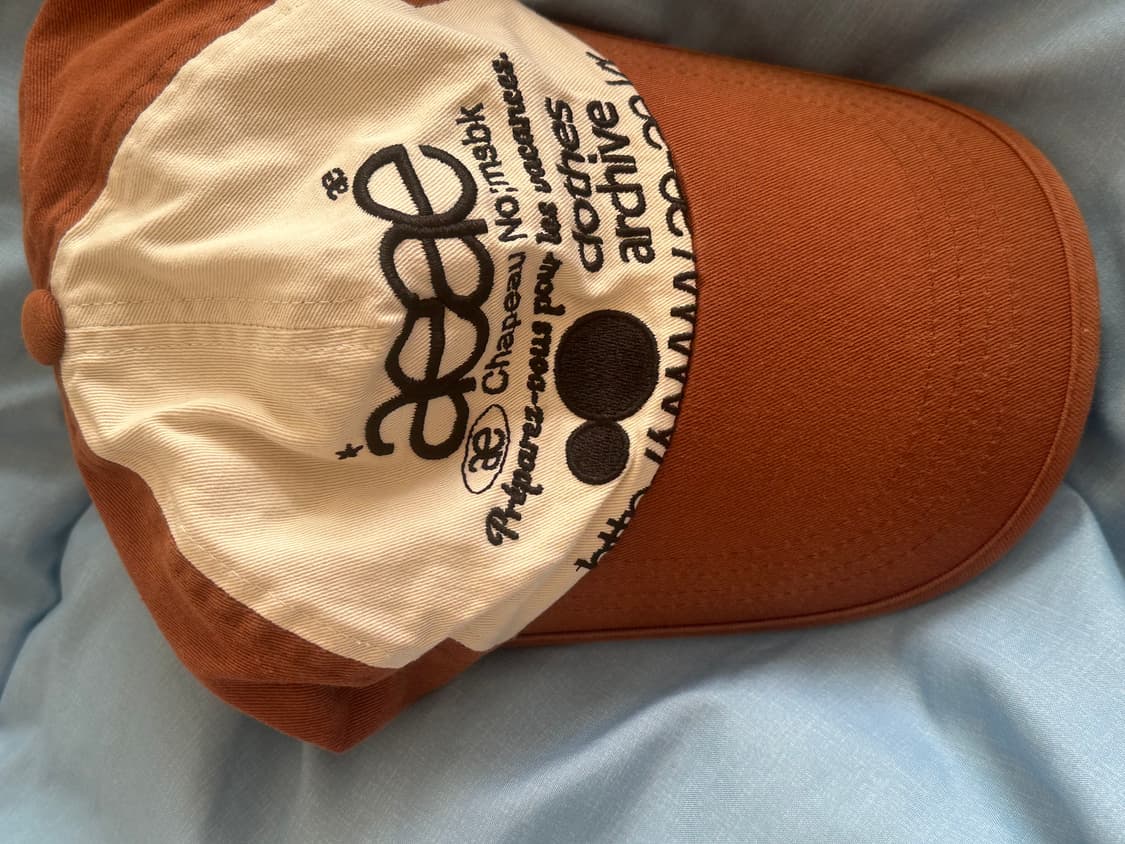 æ
aeae
æ Chapeau No;msbk
Préparez-vous pour les vacances.
clothes
archive